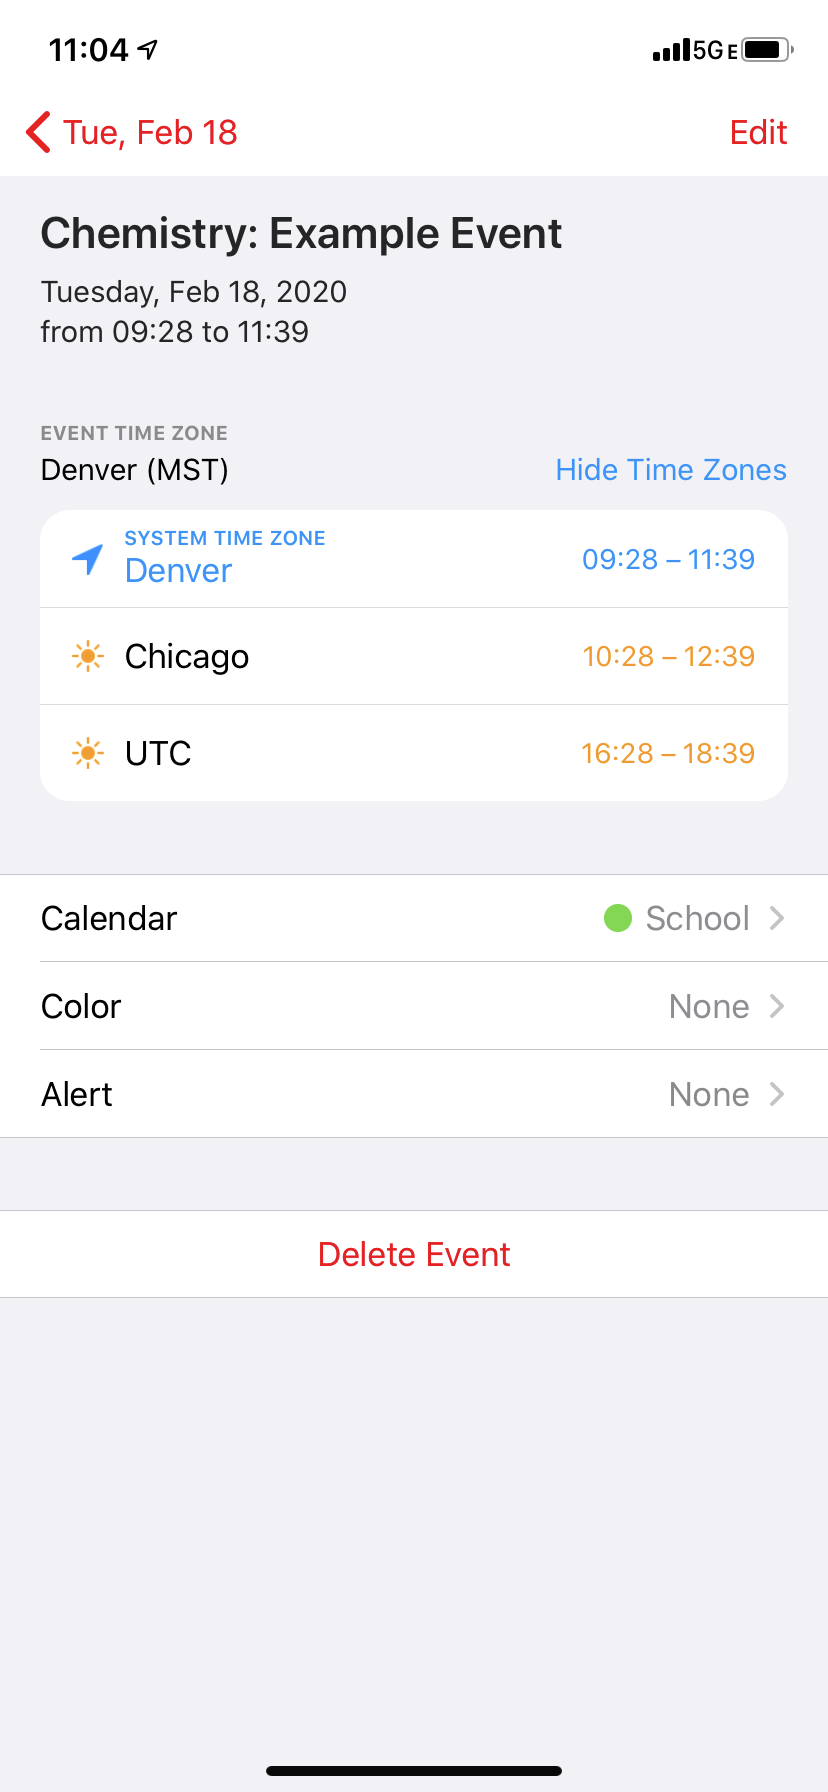 11:04 5G E
Tue, Feb 18 Edit
Chemistry: Example Event
Tuesday, Feb 18, 2020
from 09:28 to 11:39
EVENT TIME ZONE
Denver (MST) Hide Time Zones
SYSTEM TIME ZONE
Denver 09:28 – 11:39
Chicago 10:28 – 12:39
UTC 16:28 – 18:39
Calendar School
Color None
Alert None
Delete Event